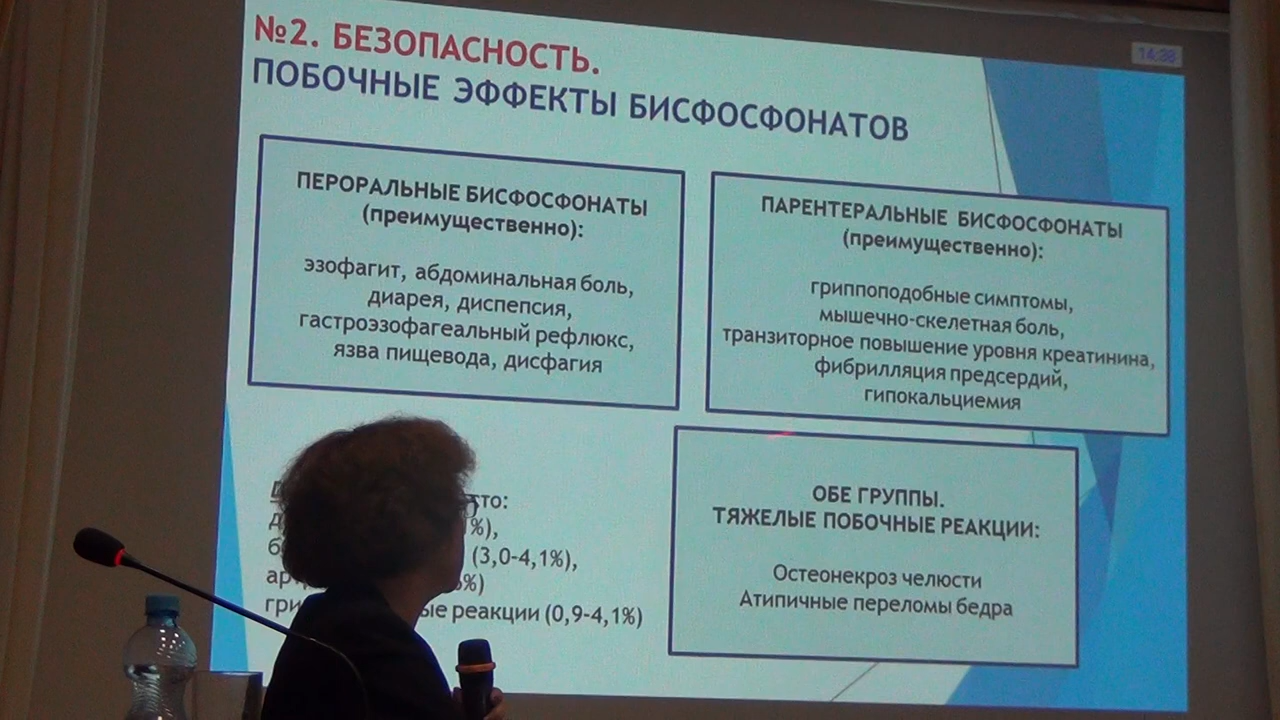 14:38
№2. БЕЗОПАСНОСТЬ.
ПОБОЧНЫЕ ЭФФЕКТЫ БИСФОСФОНАТОВ
ПЕРОРАЛЬНЫЕ БИСФОСФОНАТЫ
(преимущественно):
эзофагит, абдоминальная боль,
диарея, диспепсия,
гастроэзофагеальный рефлюкс,
язва пищевода, дисфагия
ПАРЕНТЕРАЛЬНЫЕ БИСФОСФОНАТЫ
(преимущественно):
гриппоподобные симптомы,
мышечно-скелетная боль,
транзиторное повышение уровня креатинина,
фибрилляция предсердий,
гипокальциемия
(3,0-4,1%),
реакции (0,9-4,1%)
ОБЕ ГРУППЫ.
ТЯЖЕЛЫЕ ПОБОЧНЫЕ РЕАКЦИИ:
Остеонекроз челюсти
Атипичные переломы бедра